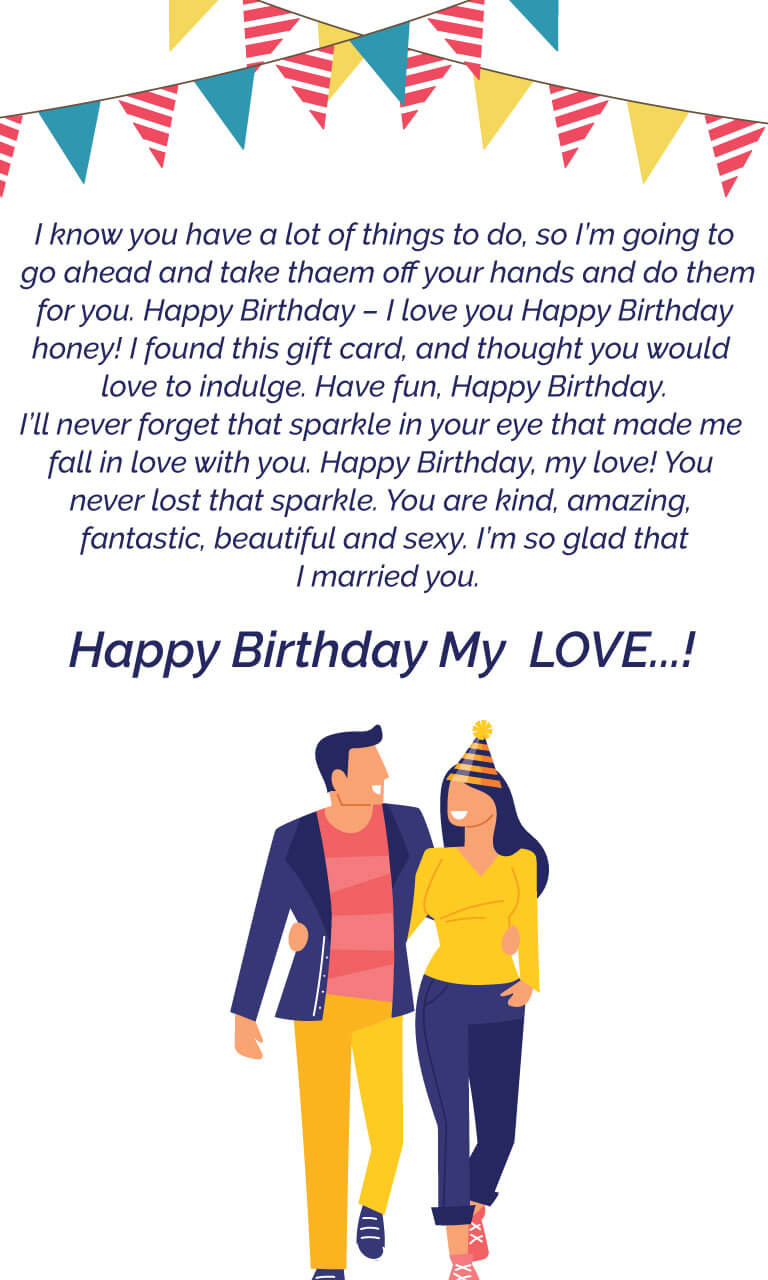 I know you have a lot of things to do, so I'm going to
go ahead and take thaem off your hands and do them
for you. Happy Birthday – I love you Happy Birthday
honey! I found this gift card, and thought you would
love to indulge. Have fun, Happy Birthday.
I'll never forget that sparkle in your eye that made me
fall in love with you. Happy Birthday, my love! You
never lost that sparkle. You are kind, amazing,
fantastic, beautiful and sexy. I'm so glad that
I married you.
Happy Birthday My LOVE...!